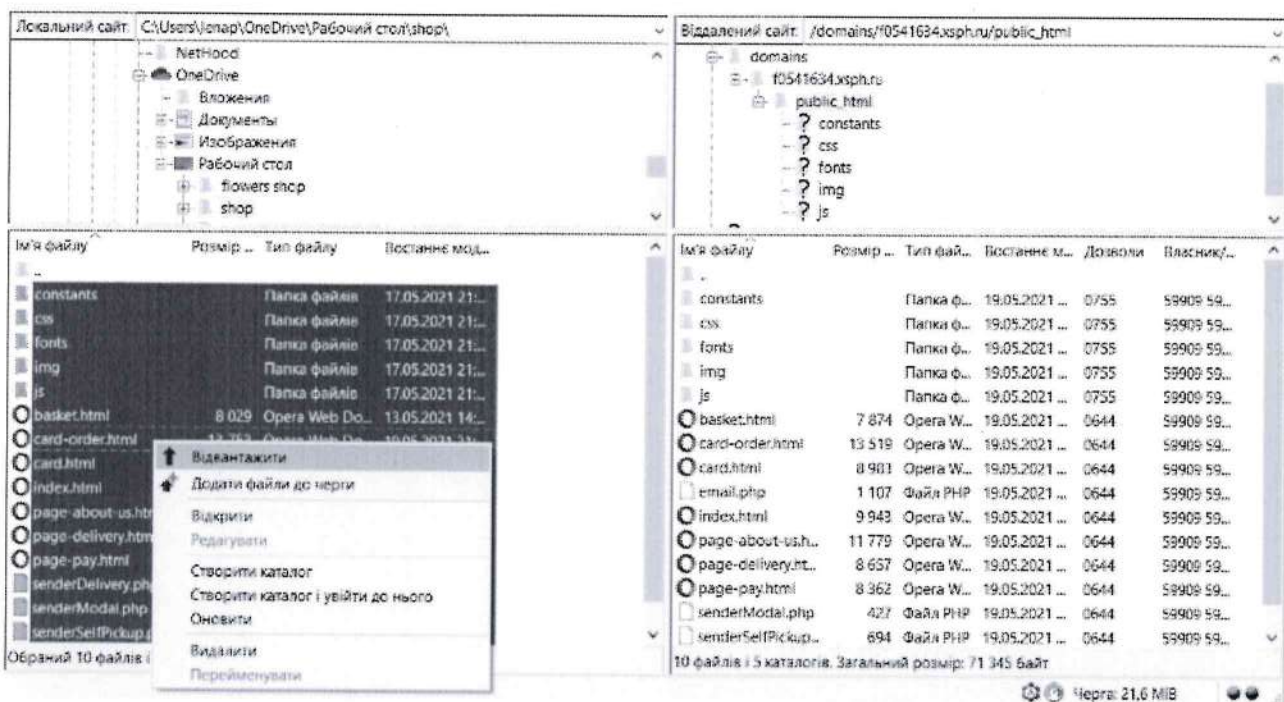 Локальний сайт: C:\Users\Jenap\OneDrive\Рабочий стол\shop\
NetHood
OneDrive
Вложения
Документы
Изображения
Рабочий стол
flowers shop
shop
Віддалений сайт: /domains/f0541634.xsph.ru/public_html
domains
f0541634.xsph.ru
public_html
? constants
? css
? fonts
? img
? js
Ім'я файлу Розмір ... Тип файлу Востаннє мод...
..
constants Папка файлів 17.05.2021 21:...
css Папка файлів 17.05.2021 21:...
fonts Папка файлів 17.05.2021 21:...
img Папка файлів 17.05.2021 21:...
js Папка файлів 17.05.2021 21:...
basket.html 8 029 Opera Web Do... 13.05.2021 14:...
card-order.html
card.html
index.html
page-about-us.htm
page-delivery.htm
page-pay.html
senderDelivery.php
senderModal.php
senderSelfPickup.p
Обраний 10 файлів і
Відвантажити
Додати файли до черги
Відкрити
Редагувати
Створити каталог
Створити каталог і увійти до нього
Оновити
Видалити
Перейменувати
Ім'я файлу Розмір ... Тип фай... Востаннє м... Дозволи Власник/...
..
constants Папка ф... 19.05.2021 ... 0755 59909 59...
css Папка ф... 19.05.2021 ... 0755 59909 59...
fonts Папка ф... 19.05.2021 ... 0755 59909 59...
img Папка ф... 19.05.2021 ... 0755 59909 59...
js Папка ф... 19.05.2021 ... 0755 59909 59...
basket.html 7 874 Opera W... 19.05.2021 ... 0644 59909 59...
card-order.html 13 519 Opera W... 19.05.2021 ... 0644 59909 59...
card.html 8 983 Opera W... 19.05.2021 ... 0644 59909 59...
email.php 1 107 Файл PHP 19.05.2021 ... 0644 59909 59...
index.html 9 943 Opera W... 19.05.2021 ... 0644 59909 59...
page-about-us.h... 11 779 Opera W... 19.05.2021 ... 0644 59909 59...
page-delivery.ht... 8 657 Opera W... 19.05.2021 ... 0644 59909 59...
page-pay.html 8 362 Opera W... 19.05.2021 ... 0644 59909 59...
senderModal.php 427 Файл PHP 19.05.2021 ... 0644 59909 59...
senderSelfPickup... 694 Файл PHP 19.05.2021 ... 0644 59909 59...
10 файлів і 5 каталогів. Загальний розмір: 71 345 байт
Черга: 21,6 MiB